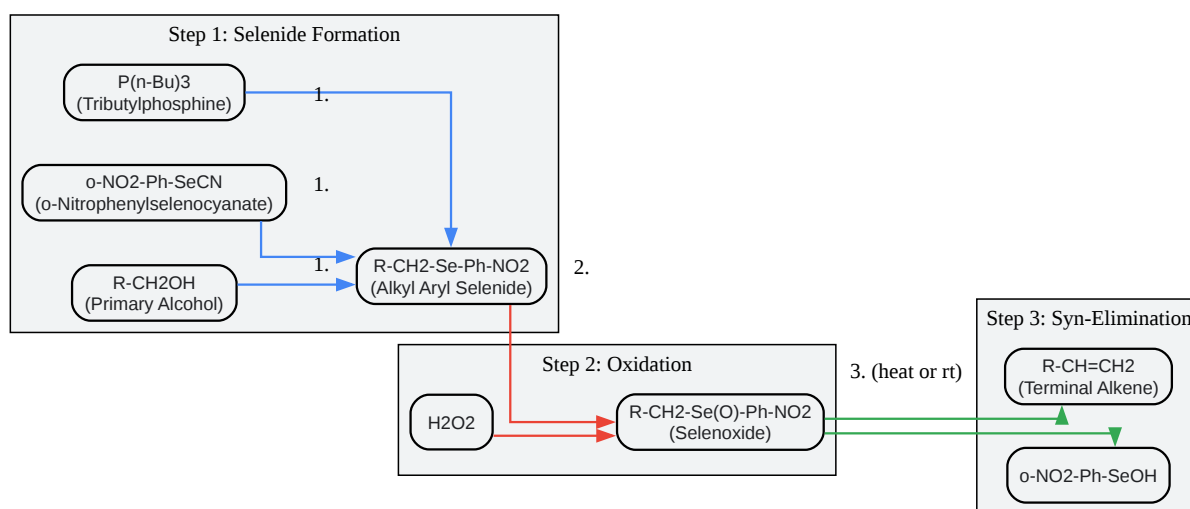 Step 1: Selenide Formation
P(n-Bu)3
(Tributylphosphine)
1.
o-NO2-Ph-SeCN
(o-Nitrophenylselenocyanate)
1.
R-CH2OH
(Primary Alcohol)
1.
R-CH2-Se-Ph-NO2
(Alkyl Aryl Selenide)
2.
Step 2: Oxidation
H2O2
R-CH2-Se(O)-Ph-NO2
(Selenoxide)
3. (heat or rt)
Step 3: Syn-Elimination
R-CH=CH2
(Terminal Alkene)
o-NO2-Ph-SeOH